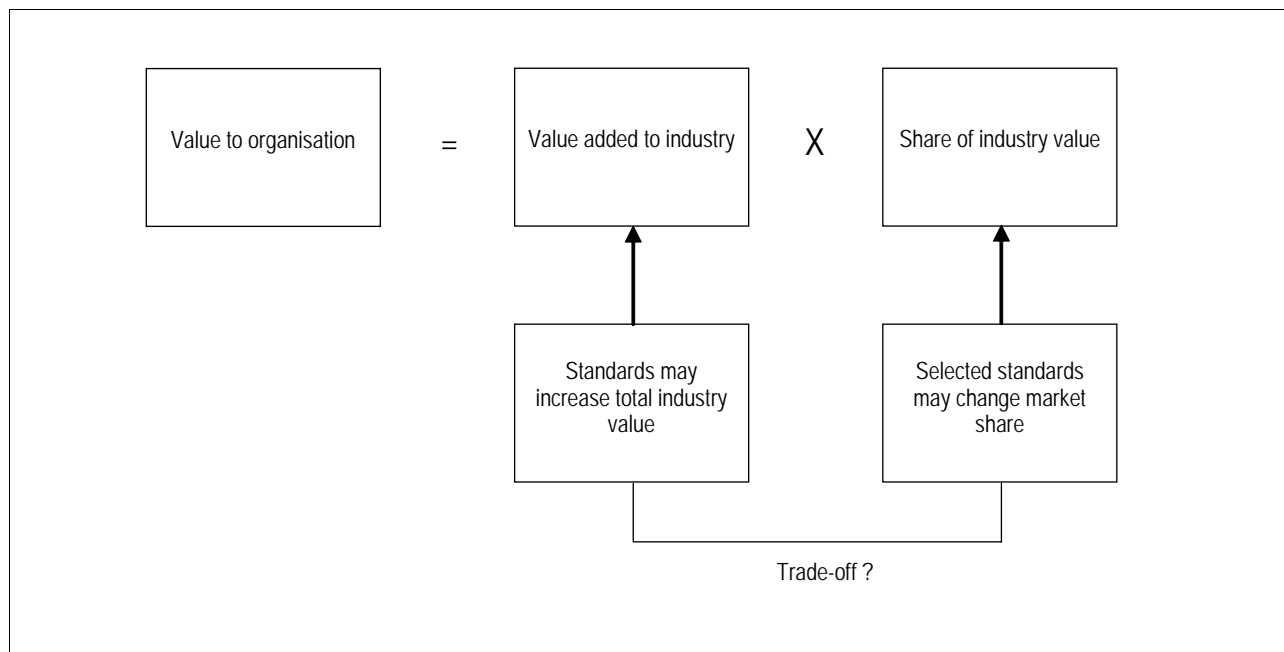 Value to organisation
=
Value added to industry
X
Share of industry value
Standards may
increase total industry
value
Selected standards
may change market
share
Trade-off ?